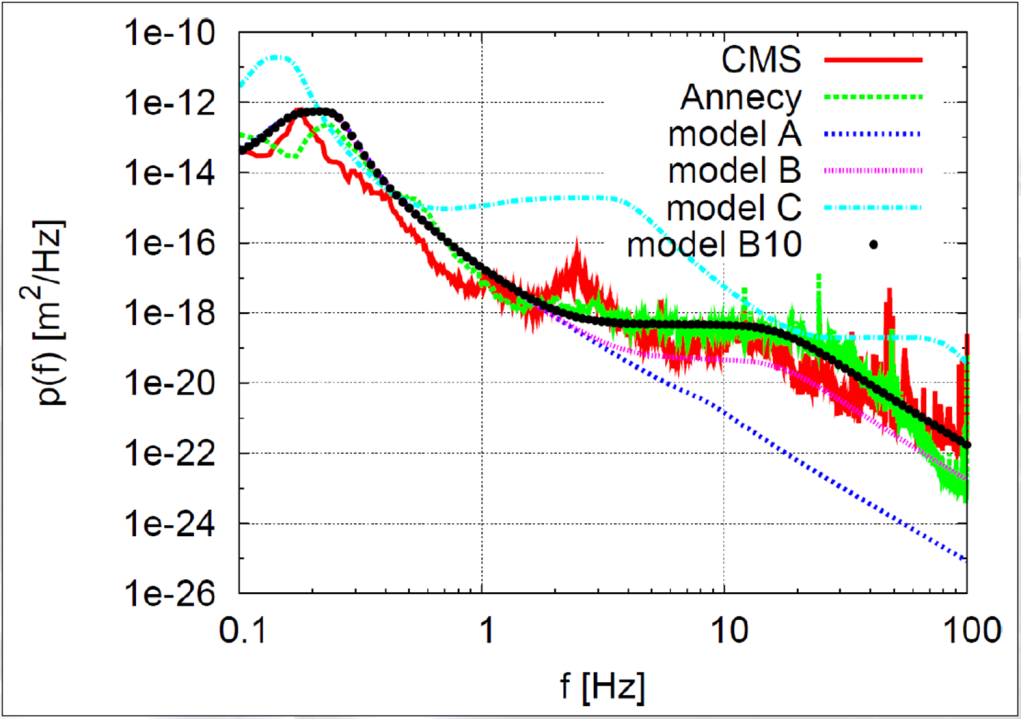 1e-10
1e-12
1e-14
1e-16
1e-18
1e-20
1e-22
1e-24
1e-26
p(f) [m²/Hz]
CMS
Annecy
model A
model B
model C
model B10
0.1
1
10
100
f [Hz]